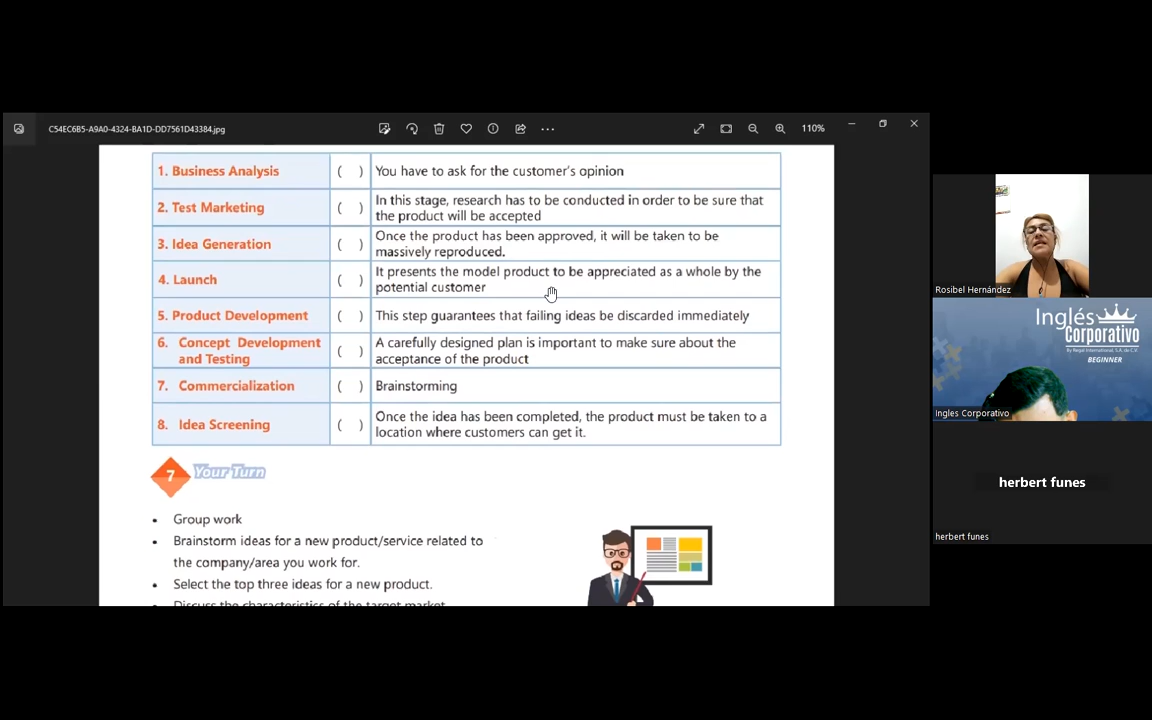 C54EC6B5-A9A0-4324-BA1D-DD7561D43384.jpg
110%
1. Business Analysis ( ) You have to ask for the customer's opinion
2. Test Marketing ( ) In this stage, research has to be conducted in order to be sure that
the product will be accepted
3. Idea Generation ( ) Once the product has been approved, it will be taken to be
massively reproduced.
4. Launch ( ) It presents the model product to be appreciated as a whole by the
potential customer
5. Product Development ( ) This step guarantees that failing ideas be discarded immediately
6. Concept Development
and Testing ( ) A carefully designed plan is important to make sure about the
acceptance of the product
7. Commercialization ( ) Brainstorming
8. Idea Screening ( ) Once the idea has been completed, the product must be taken to a
location where customers can get it.
7 Your Turn
• Group work
• Brainstorm ideas for a new product/service related to
the company/area you work for.
• Select the top three ideas for a new product.
• Discuss the characteristics of the target market
Rosibel Hernández
Inglés
Corporativo
BEGINNER
Ingles Corporativo
herbert funes
herbert funes